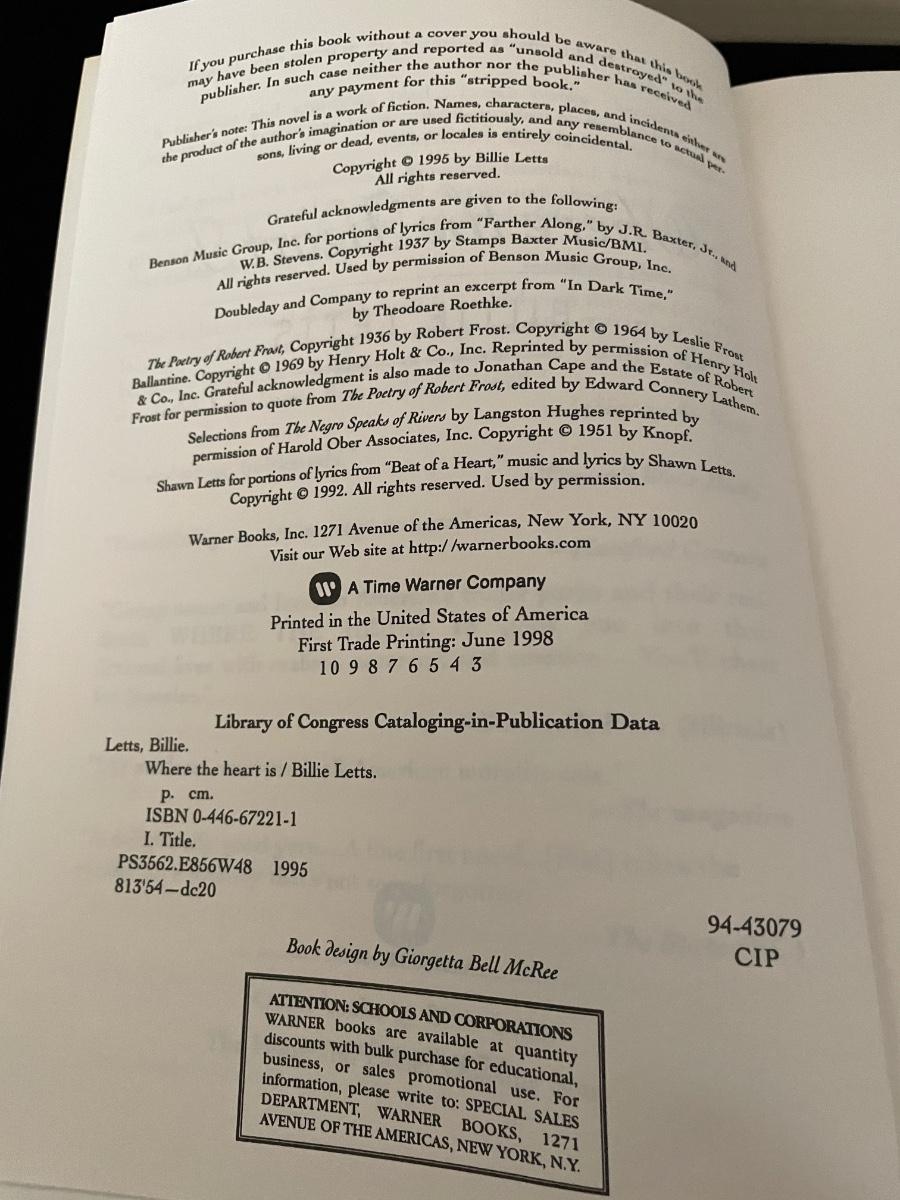 If you purchase this book without a cover you should be aware that this book
may have been stolen property and reported as "unsold and destroyed" to the
publisher. In such case neither the author nor the publisher has received
any payment for this "stripped book."
Publisher's note: This novel is a work of fiction. Names, characters, places, and incidents either are
the product of the author's imagination or are used fictitiously, and any resemblance to actual per-
sons, living or dead, events, or locales is entirely coincidental.
Copyright © 1995 by Billie Letts
All rights reserved.
Grateful acknowledgments are given to the following:
Benson Music Group, Inc. for portions of lyrics from "Farther Along," by J.R. Baxter, Jr., and
W.B. Stevens. Copyright 1937 by Stamps Baxter Music/BMI.
All rights reserved. Used by permission of Benson Music Group, Inc.
Doubleday and Company to reprint an excerpt from "In Dark Time,"
by Theodoare Roethke.
The Poetry of Robert Frost, Copyright 1936 by Robert Frost. Copyright © 1964 by Leslie Frost
Ballantine. Copyright © 1969 by Henry Holt & Co., Inc. Reprinted by permission of Henry Holt
& Co., Inc. Grateful acknowledgment is also made to Jonathan Cape and the Estate of Robert
Frost for permission to quote from The Poetry of Robert Frost, edited by Edward Connery Lathem.
Selections from The Negro Speaks of Rivers by Langston Hughes reprinted by
permission of Harold Ober Associates, Inc. Copyright © 1951 by Knopf.
Shawn Letts for portions of lyrics from "Beat of a Heart," music and lyrics by Shawn Letts.
Copyright © 1992. All rights reserved. Used by permission.
Warner Books, Inc. 1271 Avenue of the Americas, New York, NY 10020
Visit our Web site at http://warnerbooks.com
A Time Warner Company
Printed in the United States of America
First Trade Printing: June 1998
10 9 8 7 6 5 4 3
Library of Congress Cataloging-in-Publication Data
Letts, Billie.
Where the heart is / Billie Letts.
p. cm.
ISBN 0-446-67221-1
I. Title.
PS3562.E856W48 1995
813'54—dc20
94-43079
CIP
Book design by Giorgetta Bell McRee
ATTENTION: SCHOOLS AND CORPORATIONS
WARNER books are available at quantity
discounts with bulk purchase for educational,
business, or sales promotional use. For
information, please write to: SPECIAL SALES
DEPARTMENT, WARNER BOOKS, 1271
AVENUE OF THE AMERICAS, NEW YORK, N.Y.